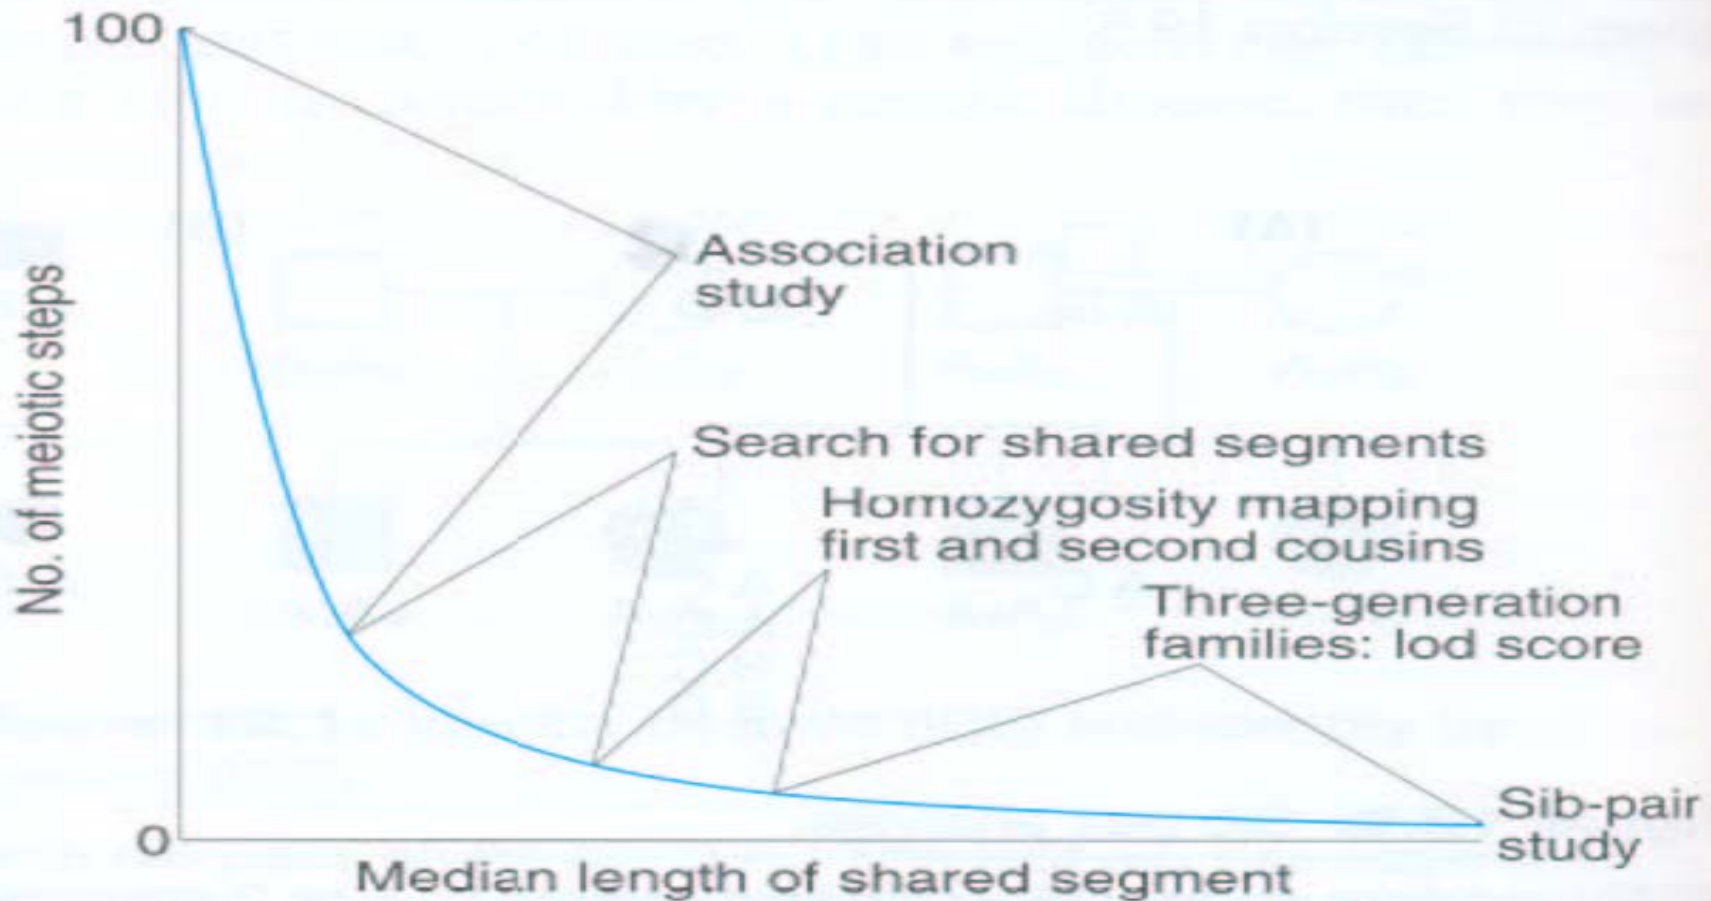 100
Association
study
No. of meiotic steps
Search for shared segments
Homozygosity mapping
first and second cousins
Three-generation
families: lod score
Sib-pair
study
0
Median length of shared segment